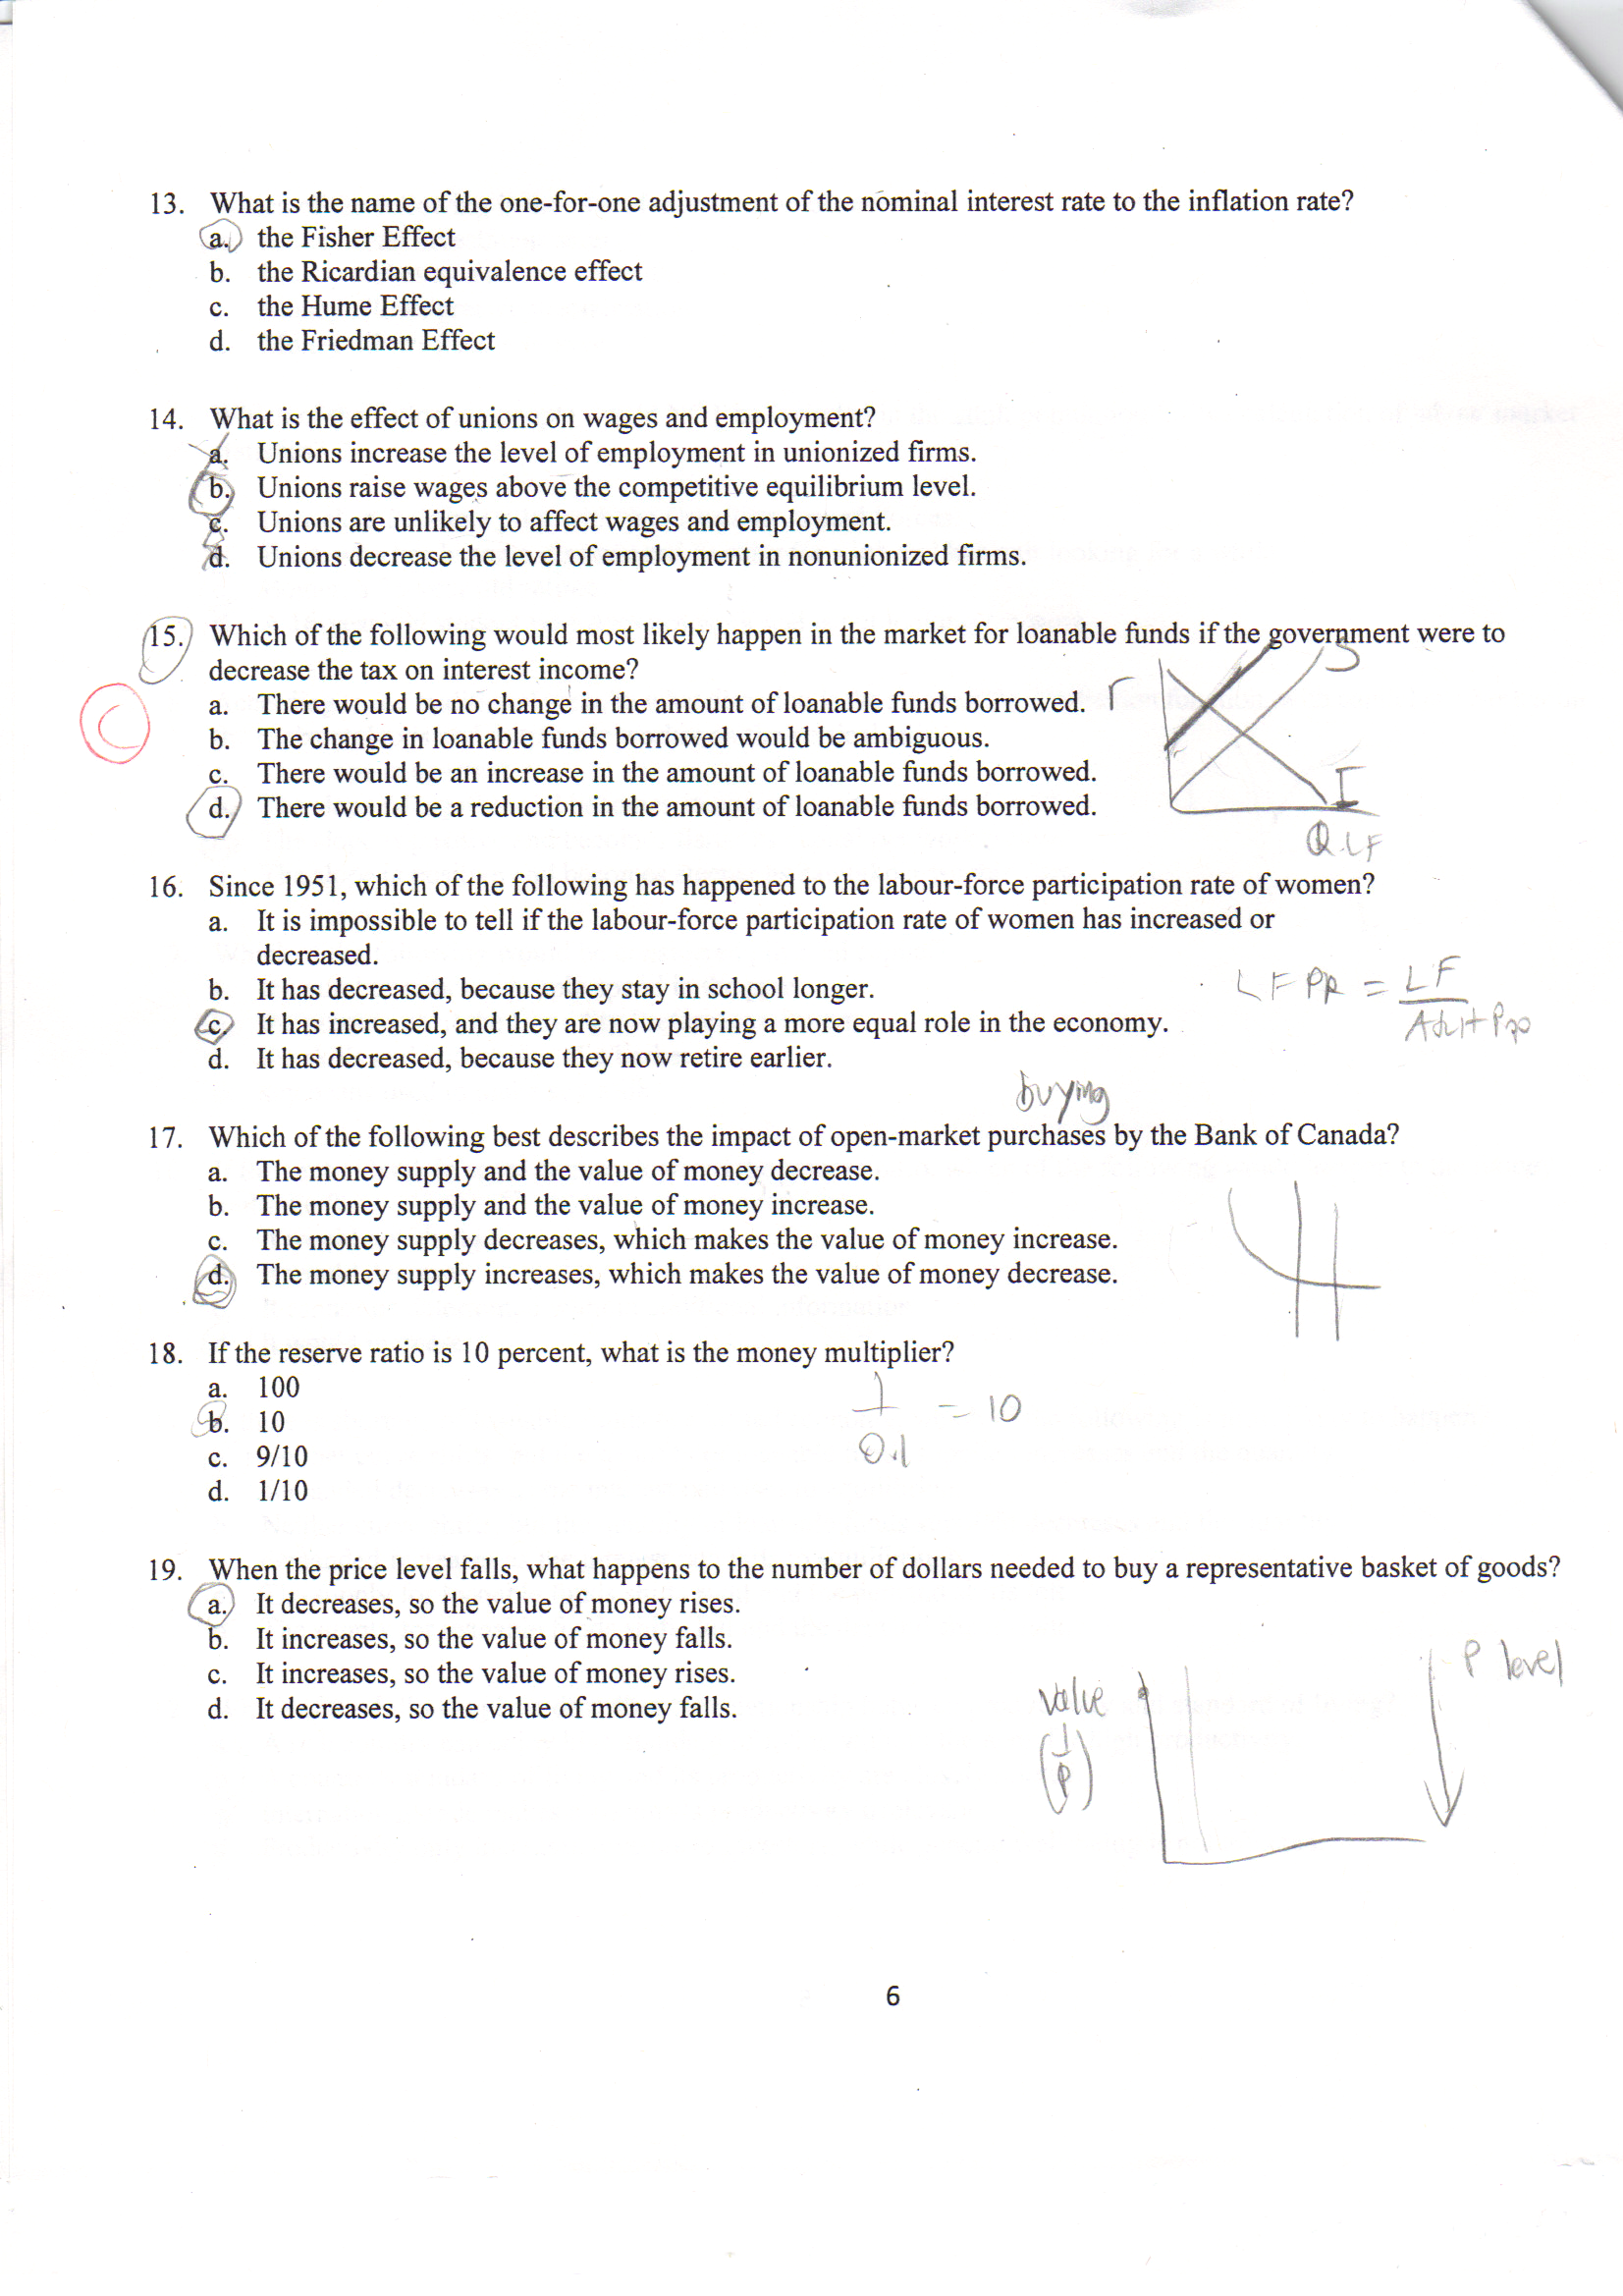 13. What is the name of the one-for-one adjustment of the nominal interest rate to the inflation rate?
a. the Fisher Effect
b. the Ricardian equivalence effect
c. the Hume Effect
d. the Friedman Effect
14. What is the effect of unions on wages and employment?
a. Unions increase the level of employment in unionized firms.
b. Unions raise wages above the competitive equilibrium level.
c. Unions are unlikely to affect wages and employment.
d. Unions decrease the level of employment in nonunionized firms.
15. Which of the following would most likely happen in the market for loanable funds if the government were to
decrease the tax on interest income?
S
C
a. There would be no change in the amount of loanable funds borrowed.
r
b. The change in loanable funds borrowed would be ambiguous.
c. There would be an increase in the amount of loanable funds borrowed.
I
d. There would be a reduction in the amount of loanable funds borrowed.
Q.LF
16. Since 1951, which of the following has happened to the labour-force participation rate of women?
a. It is impossible to tell if the labour-force participation rate of women has increased or
decreased.
b. It has decreased, because they stay in school longer.
LFPR = LF
c. It has increased, and they are now playing a more equal role in the economy.
d. It has decreased, because they now retire earlier.
buying
17. Which of the following best describes the impact of open-market purchases by the Bank of Canada?
a. The money supply and the value of money decrease.
b. The money supply and the value of money increase.
c. The money supply decreases, which makes the value of money increase.
d. The money supply increases, which makes the value of money decrease.
18. If the reserve ratio is 10 percent, what is the money multiplier?
a. 100
b. 10
c. 9/10
d. 1/10
1
= 10
0.1
19. When the price level falls, what happens to the number of dollars needed to buy a representative basket of goods?
a. It decreases, so the value of money rises.
b. It increases, so the value of money falls.
c. It increases, so the value of money rises.
d. It decreases, so the value of money falls.
P level
value
(1/P)
6